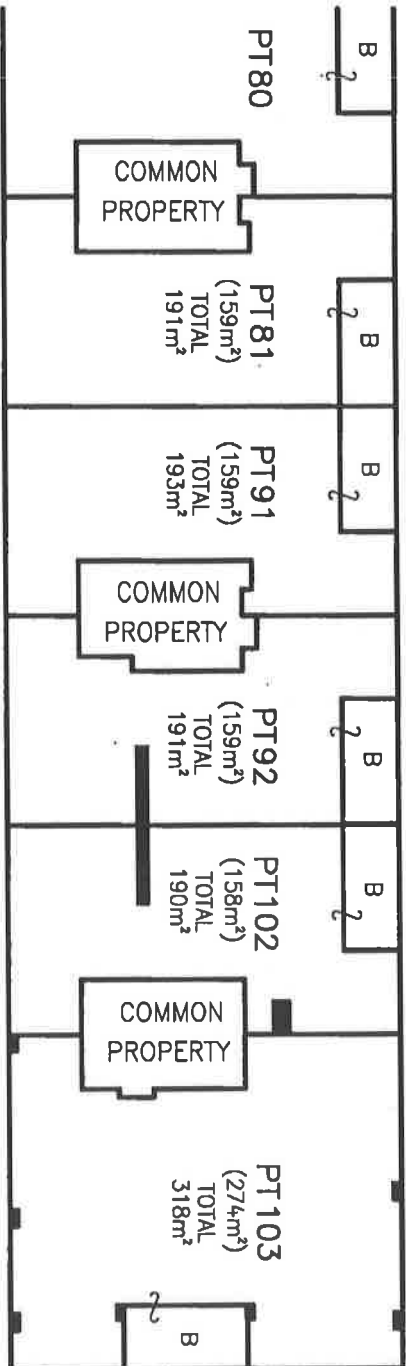 B
PT80
COMMON
PROPERTY
B
PT81
(159m²)
TOTAL
191m²
B
PT91
(159m²)
TOTAL
193m²
COMMON
PROPERTY
B
PT92
(159m²)
TOTAL
191m²
B
PT102
(158m²)
TOTAL
190m²
COMMON
PROPERTY
PT103
(274m²)
TOTAL
318m²
B